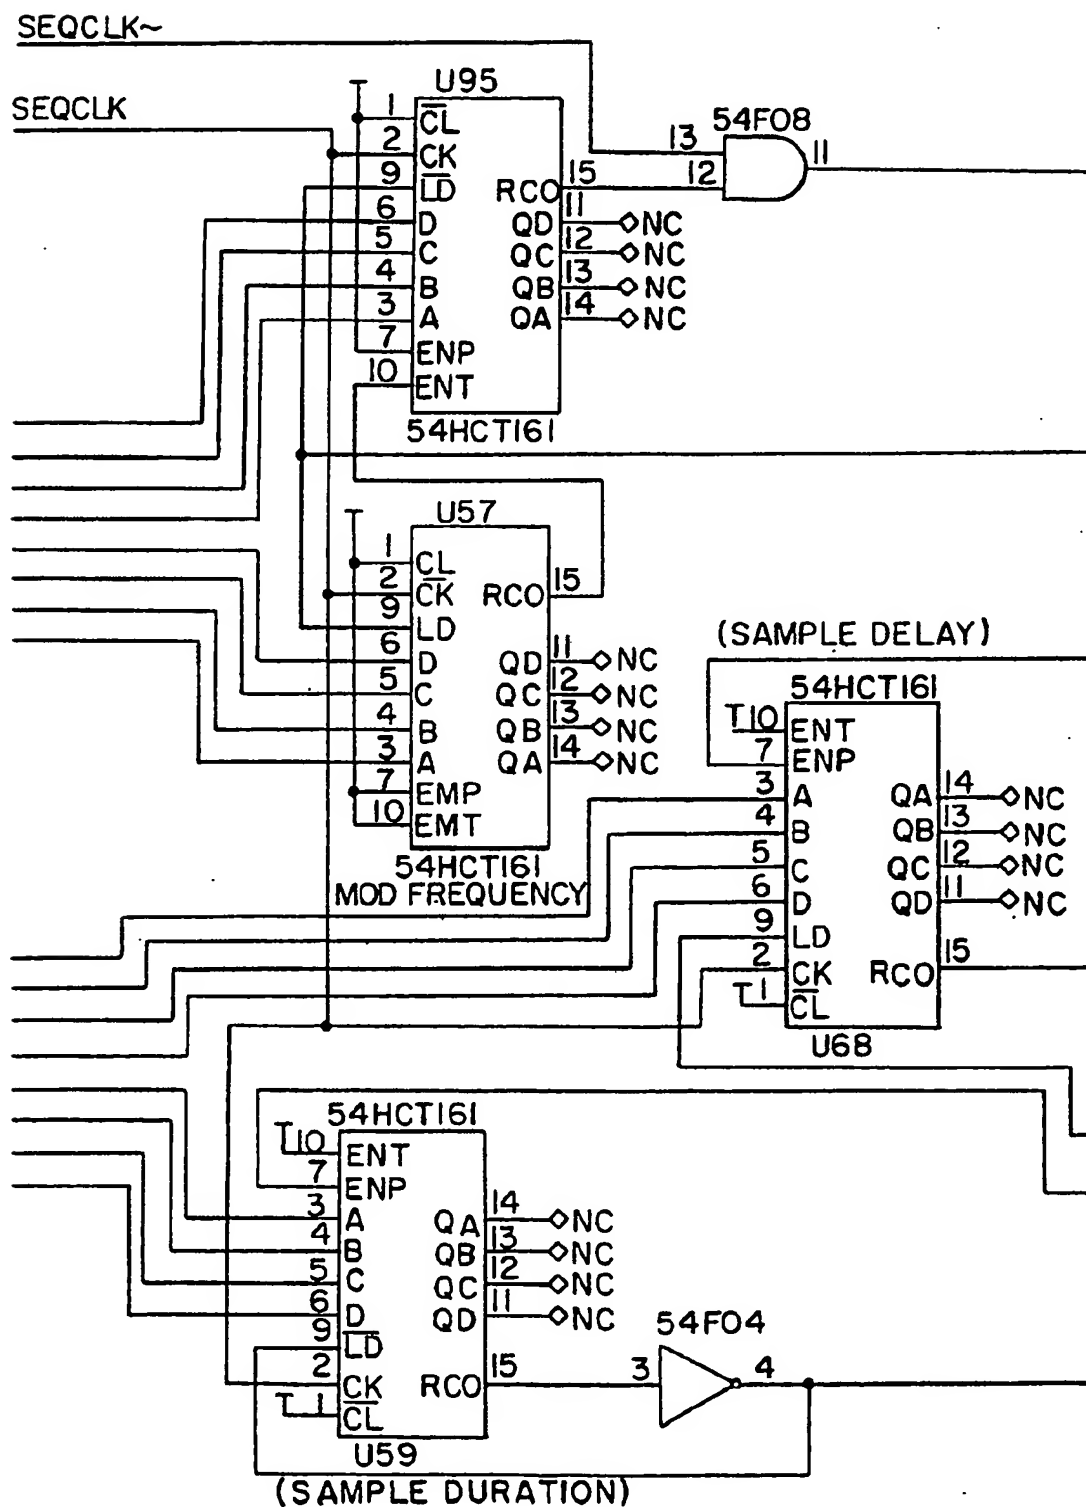 SEQCLK~
SEQCLK
U95
1 C̅L̅
2 CK
9 L̅D̅
6 D
5 C
4 B
3 A
7 ENP
10 ENT
RCO 15
QD 11 NC
QC 12 NC
QB 13 NC
QA 14 NC
54HCT161
54F08
13
12
11
U57
1 CL
2 C̅K̅
9 LD
6 D
5 C
4 B
3 A
7 EMP
10 EMT
RCO 15
QD 11 NC
QC 12 NC
QB 13 NC
QA 14 NC
54HCT161
MOD FREQUENCY
(SAMPLE DELAY)
54HCT161
10 ENT
7 ENP
3 A
4 B
5 C
6 D
9 LD
2 CK
1 C̅L̅
QA 14 NC
QB 13 NC
QC 12 NC
QD 11 NC
RCO 15
U68
54HCT161
10 ENT
7 ENP
3 A
4 B
5 C
6 D
9 L̅D̅
2 CK
1 C̅L̅
QA 14 NC
QB 13 NC
QC 12 NC
QD 11 NC
RCO 15
U59
(SAMPLE DURATION)
54F04
3
4